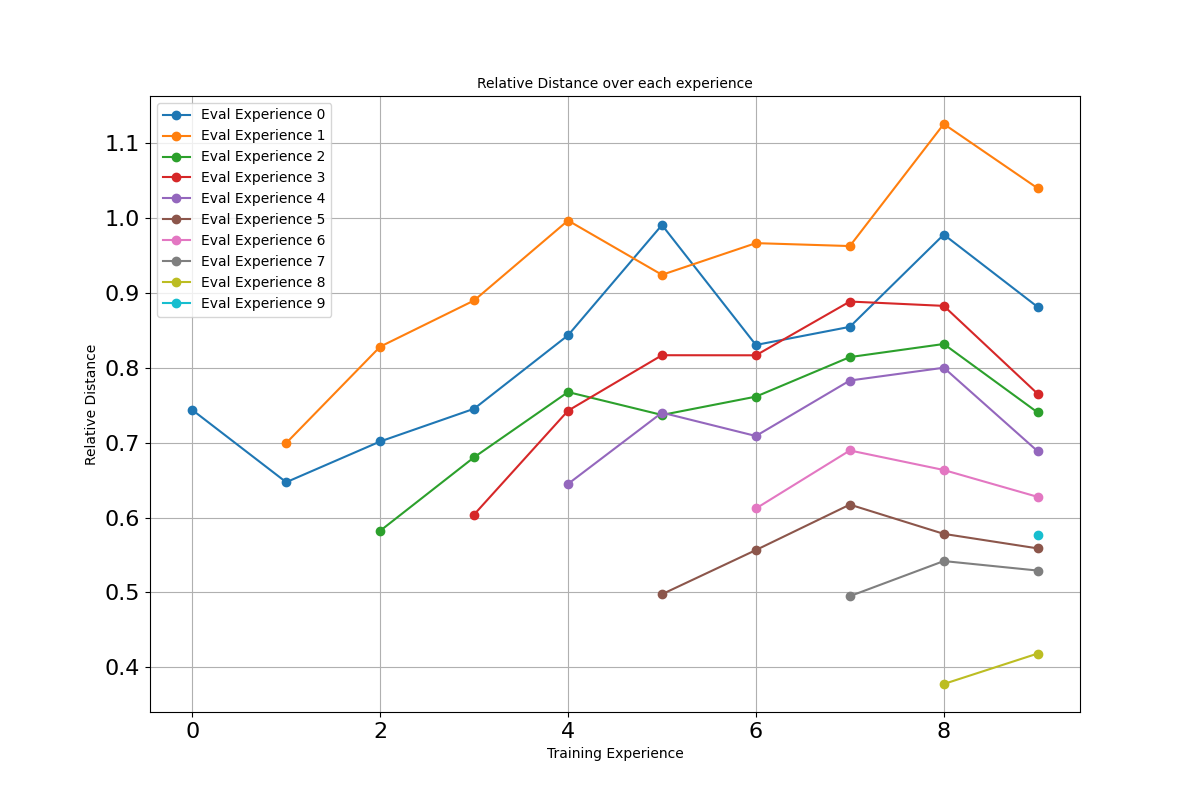 Relative Distance over each experience
Eval Experience 0
Eval Experience 1
Eval Experience 2
Eval Experience 3
Eval Experience 4
Eval Experience 5
Eval Experience 6
Eval Experience 7
Eval Experience 8
Eval Experience 9
1.1
1.0
0.9
0.8
0.7
0.6
0.5
0.4
Relative Distance
0 2 4 6 8
Training Experience